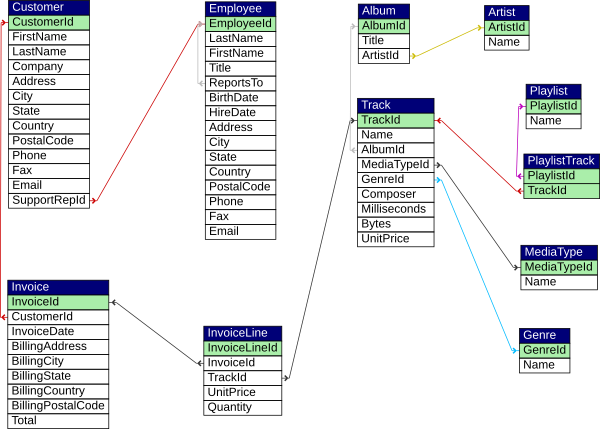 Customer
CustomerId
FirstName
LastName
Company
Address
City
State
Country
PostalCode
Phone
Fax
Email
SupportRepId
Employee
EmployeeId
LastName
FirstName
Title
ReportsTo
BirthDate
HireDate
Address
City
State
Country
PostalCode
Phone
Fax
Email
Album
AlbumId
Title
ArtistId
Artist
ArtistId
Name
Track
TrackId
Name
AlbumId
MediaTypeId
GenreId
Composer
Milliseconds
Bytes
UnitPrice
Playlist
PlaylistId
Name
PlaylistTrack
PlaylistId
TrackId
MediaType
MediaTypeId
Name
Genre
GenreId
Name
Invoice
InvoiceId
CustomerId
InvoiceDate
BillingAddress
BillingCity
BillingState
BillingCountry
BillingPostalCode
Total
InvoiceLine
InvoiceLineId
InvoiceId
TrackId
UnitPrice
Quantity